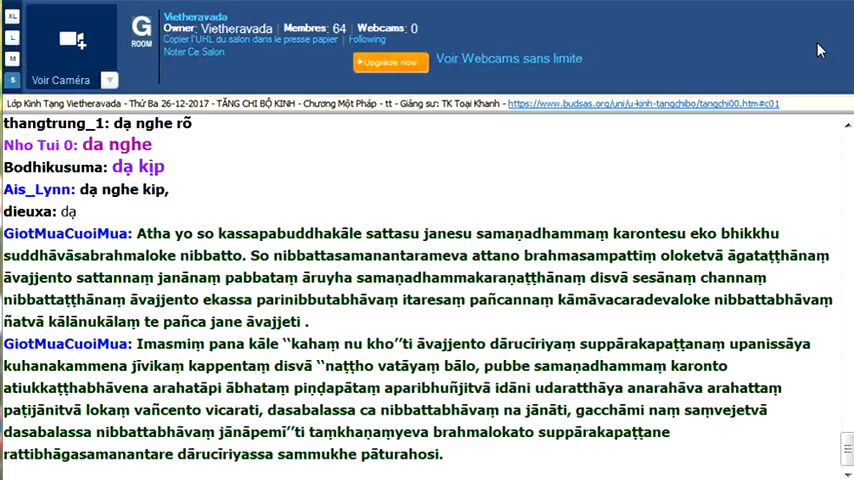 XL
L
M
S
Voir Caméra
G
ROOM
Vietheravada
Owner: Vietheravada Membres: 64 Webcams: 0
Copier l'URL du salon dans le presse papier | Following
Noter Ce Salon
Upgrade now
Voir Webcams sans limite
Lớp Kinh Tạng Vietheravada - Thứ Ba 26-12-2017 - TĂNG CHI BỘ KINH - Chương Một Pháp - tt - Giảng sư: TK Toại Khanh - https://www.budsas.org/uni/u-kinh-tangchibo/tangchi00.htm#c01
thangtrung_1: dạ nghe rõ
Nho Tui 0: da nghe
Bodhikusuma: dạ kịp
Ais_Lynn: dạ nghe kip,
dieuxa: dạ
GiotMuaCuoiMua: Atha yo so kassapabuddhakāle sattasu janesu samaṇadhammaṃ karontesu eko bhikkhu
suddhāvāsabrahmaloke nibbatto. So nibbattasamanantarameva attano brahmasampattiṃ oloketvā āgataṭṭhānaṃ
āvajjento sattannaṃ janānaṃ pabbataṃ āruyha samaṇadhammakaraṇaṭṭhānaṃ disvā sesānaṃ channaṃ
nibbattaṭṭhānaṃ āvajjento ekassa parinibbutabhāvaṃ itaresaṃ pañcannaṃ kāmāvacaradevaloke nibbattabhāvaṃ
ñatvā kālānukālaṃ te pañca jane āvajjeti .
GiotMuaCuoiMua: Imasmiṃ pana kāle ‘‘kahaṃ nu kho’’ti āvajjento dārucīriyaṃ suppārakapaṭṭanaṃ upanissāya
kuhanakammena jīvikaṃ kappentaṃ disvā ‘‘naṭṭho vatāyaṃ bālo, pubbe samaṇadhammaṃ karonto
atiukkaṭṭhabhāvena arahatāpi ābhataṃ piṇḍapātaṃ aparibhuñjitvā idāni udaratthāya anarahāva arahattaṃ
paṭijānitvā lokaṃ vañcento vicarati, dasabalassa ca nibbattabhāvaṃ na jānāti, gacchāmi naṃ saṃvejetvā
dasabalassa nibbattabhāvaṃ jānāpemī’’ti taṃkhaṇaṃyeva brahmalokato suppārakapaṭṭane
rattibhāgasamanantare dārucīriyassa sammukhe pāturahosi.